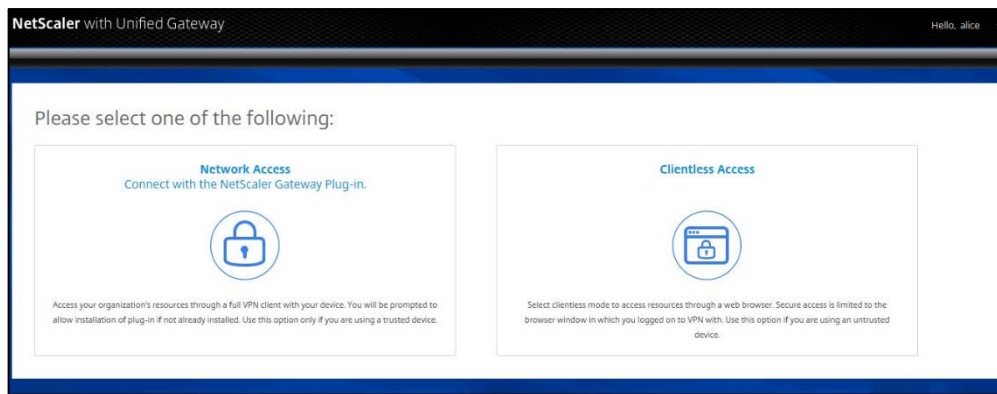 NetScaler with Unified Gateway
Hello, alice
Please select one of the following:
Network Access
Connect with the NetScaler Gateway Plug-in.
Access your organization's resources through a full VPN client with your device. You will be prompted to
allow installation of plug-in if not already installed. Use this option only if you are using a trusted device.
Clientless Access
Select clientless mode to access resources through a web browser. Secure access is limited to the
browser window in which you logged on to VPN with. Use this option if you are using an untrusted
device.